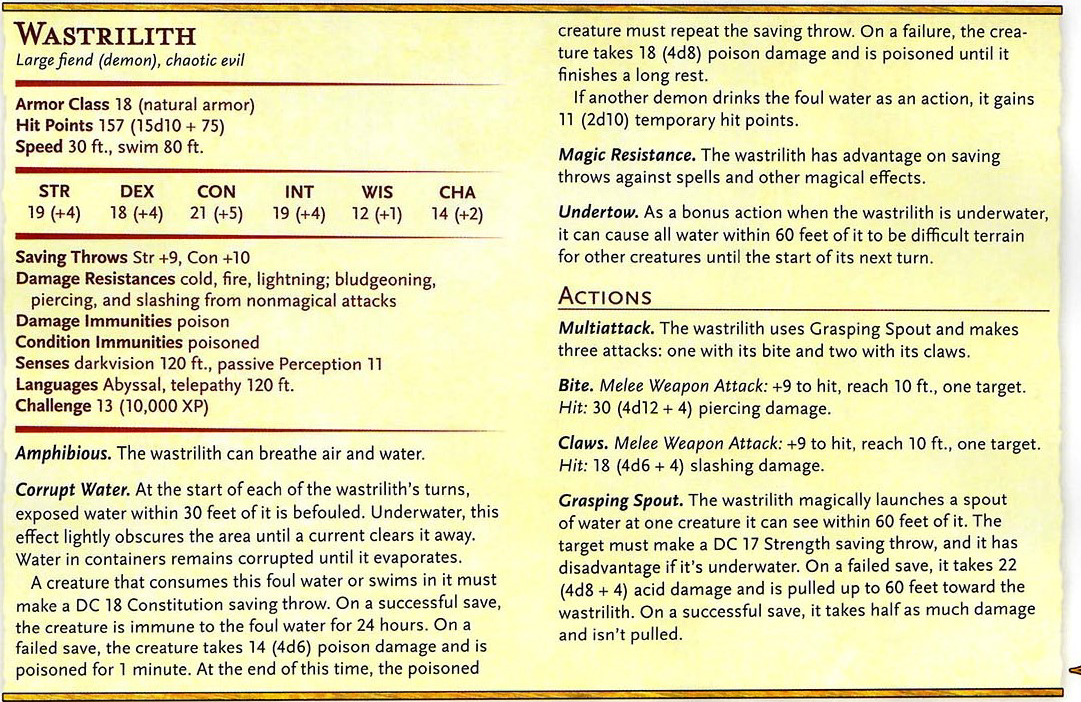 WASTRILITH
Large fiend (demon), chaotic evil
Armor Class 18 (natural armor)
Hit Points 157 (15d10 + 75)
Speed 30 ft., swim 80 ft.
STR DEX CON INT WIS CHA
19 (+4) 18 (+4) 21 (+5) 19 (+4) 12 (+1) 14 (+2)
Saving Throws Str +9, Con +10
Damage Resistances cold, fire, lightning; bludgeoning,
piercing, and slashing from nonmagical attacks
Damage Immunities poison
Condition Immunities poisoned
Senses darkvision 120 ft., passive Perception 11
Languages Abyssal, telepathy 120 ft.
Challenge 13 (10,000 XP)
Amphibious. The wastrilith can breathe air and water.
Corrupt Water. At the start of each of the wastrilith's turns,
exposed water within 30 feet of it is befouled. Underwater, this
effect lightly obscures the area until a current clears it away.
Water in containers remains corrupted until it evaporates.
A creature that consumes this foul water or swims in it must
make a DC 18 Constitution saving throw. On a successful save,
the creature is immune to the foul water for 24 hours. On a
failed save, the creature takes 14 (4d6) poison damage and is
poisoned for 1 minute. At the end of this time, the poisoned
creature must repeat the saving throw. On a failure, the crea-
ture takes 18 (4d8) poison damage and is poisoned until it
finishes a long rest.
If another demon drinks the foul water as an action, it gains
11 (2d10) temporary hit points.
Magic Resistance. The wastrilith has advantage on saving
throws against spells and other magical effects.
Undertow. As a bonus action when the wastrilith is underwater,
it can cause all water within 60 feet of it to be difficult terrain
for other creatures until the start of its next turn.
ACTIONS
Multiattack. The wastrilith uses Grasping Spout and makes
three attacks: one with its bite and two with its claws.
Bite. Melee Weapon Attack: +9 to hit, reach 10 ft., one target.
Hit: 30 (4d12 + 4) piercing damage.
Claws. Melee Weapon Attack: +9 to hit, reach 10 ft., one target.
Hit: 18 (4d6 + 4) slashing damage.
Grasping Spout. The wastrilith magically launches a spout
of water at one creature it can see within 60 feet of it. The
target must make a DC 17 Strength saving throw, and it has
disadvantage if it's underwater. On a failed save, it takes 22
(4d8 + 4) acid damage and is pulled up to 60 feet toward the
wastrilith. On a successful save, it takes half as much damage
and isn't pulled.